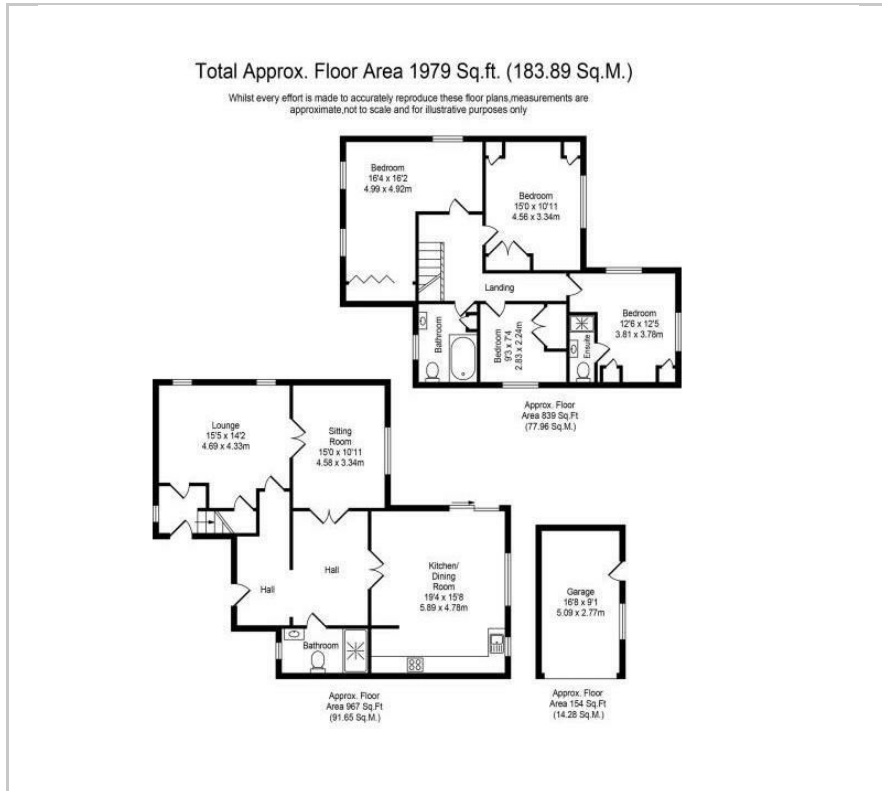 Total Approx. Floor Area 1979 Sq.ft. (183.89 Sq.M.)
Whilst every effort is made to accurately reproduce these floor plans,measurements are
approximate,not to scale and for illustrative purposes only
Bedroom
16'4 x 16'2
4.99 x 4.92m
Bedroom
15'0 x 10'11
4.56 x 3.34m
Landing
Bedroom
12'6 x 12'5
3.81 x 3.78m
Bathroom
Bedroom
9'3 x 7'4
2.83 x 2.24m
Ensuite
Approx. Floor
Area 839 Sq.Ft
(77.96 Sq.M.)
Lounge
15'5 x 14'2
4.69 x 4.33m
Sitting
Room
15'0 x 10'11
4.58 x 3.34m
Hall
Hall
Kitchen/
Dining
Room
19'4 x 15'8
5.89 x 4.78m
Bathroom
Approx. Floor
Area 967 Sq.Ft
(91.65 Sq.M.)
Garage
16'8 x 9'1
5.09 x 2.77m
Approx. Floor
Area 154 Sq.Ft
(14.28 Sq.M.)